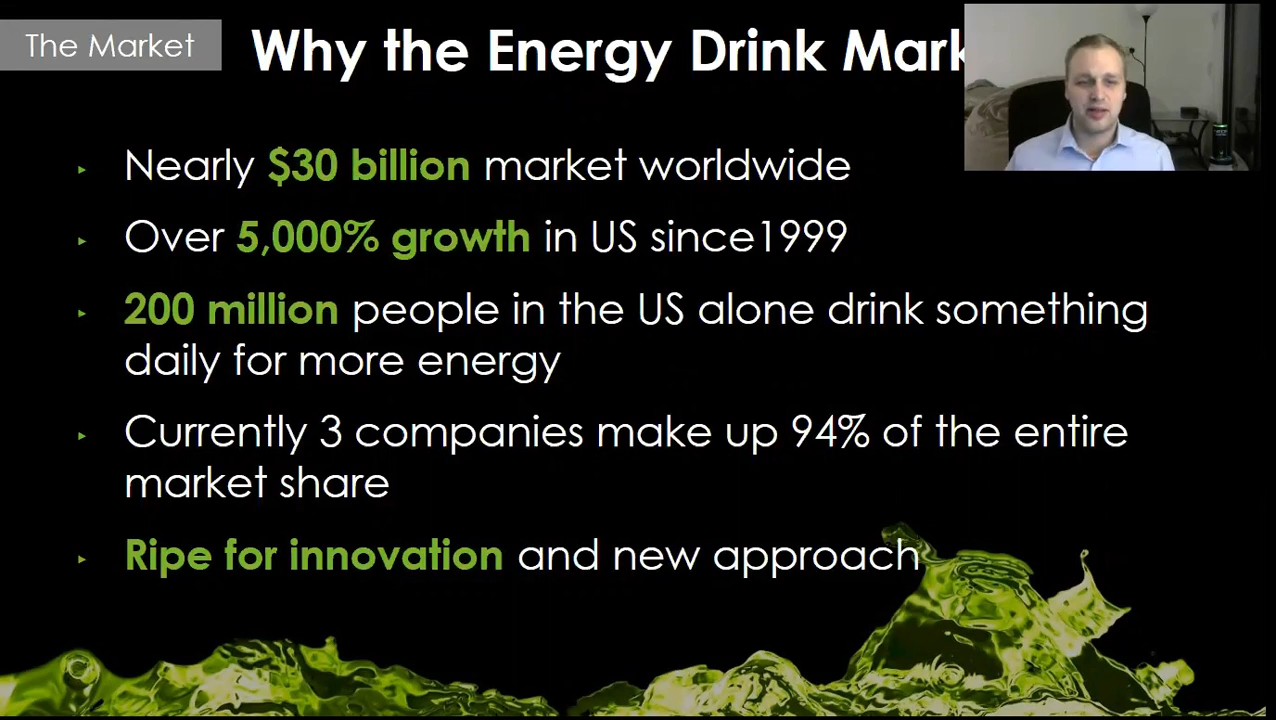 The Market
Why the Energy Drink Mark
Nearly $30 billion market worldwide
Over 5,000% growth in US since1999
200 million people in the US alone drink something
daily for more energy
Currently 3 companies make up 94% of the entire
market share
Ripe for innovation and new approach